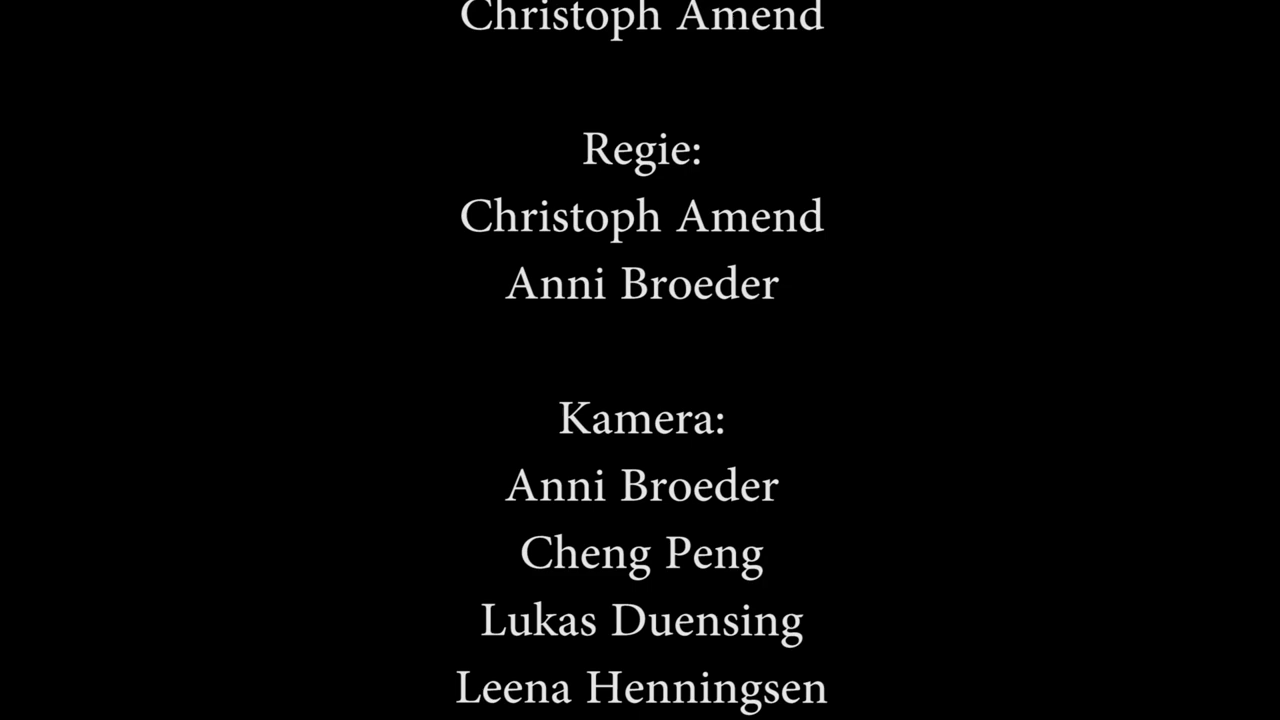 Christoph Amend
Regie:
Christoph Amend
Anni Broeder
Kamera:
Anni Broeder
Cheng Peng
Lukas Duensing
Leena Henningsen